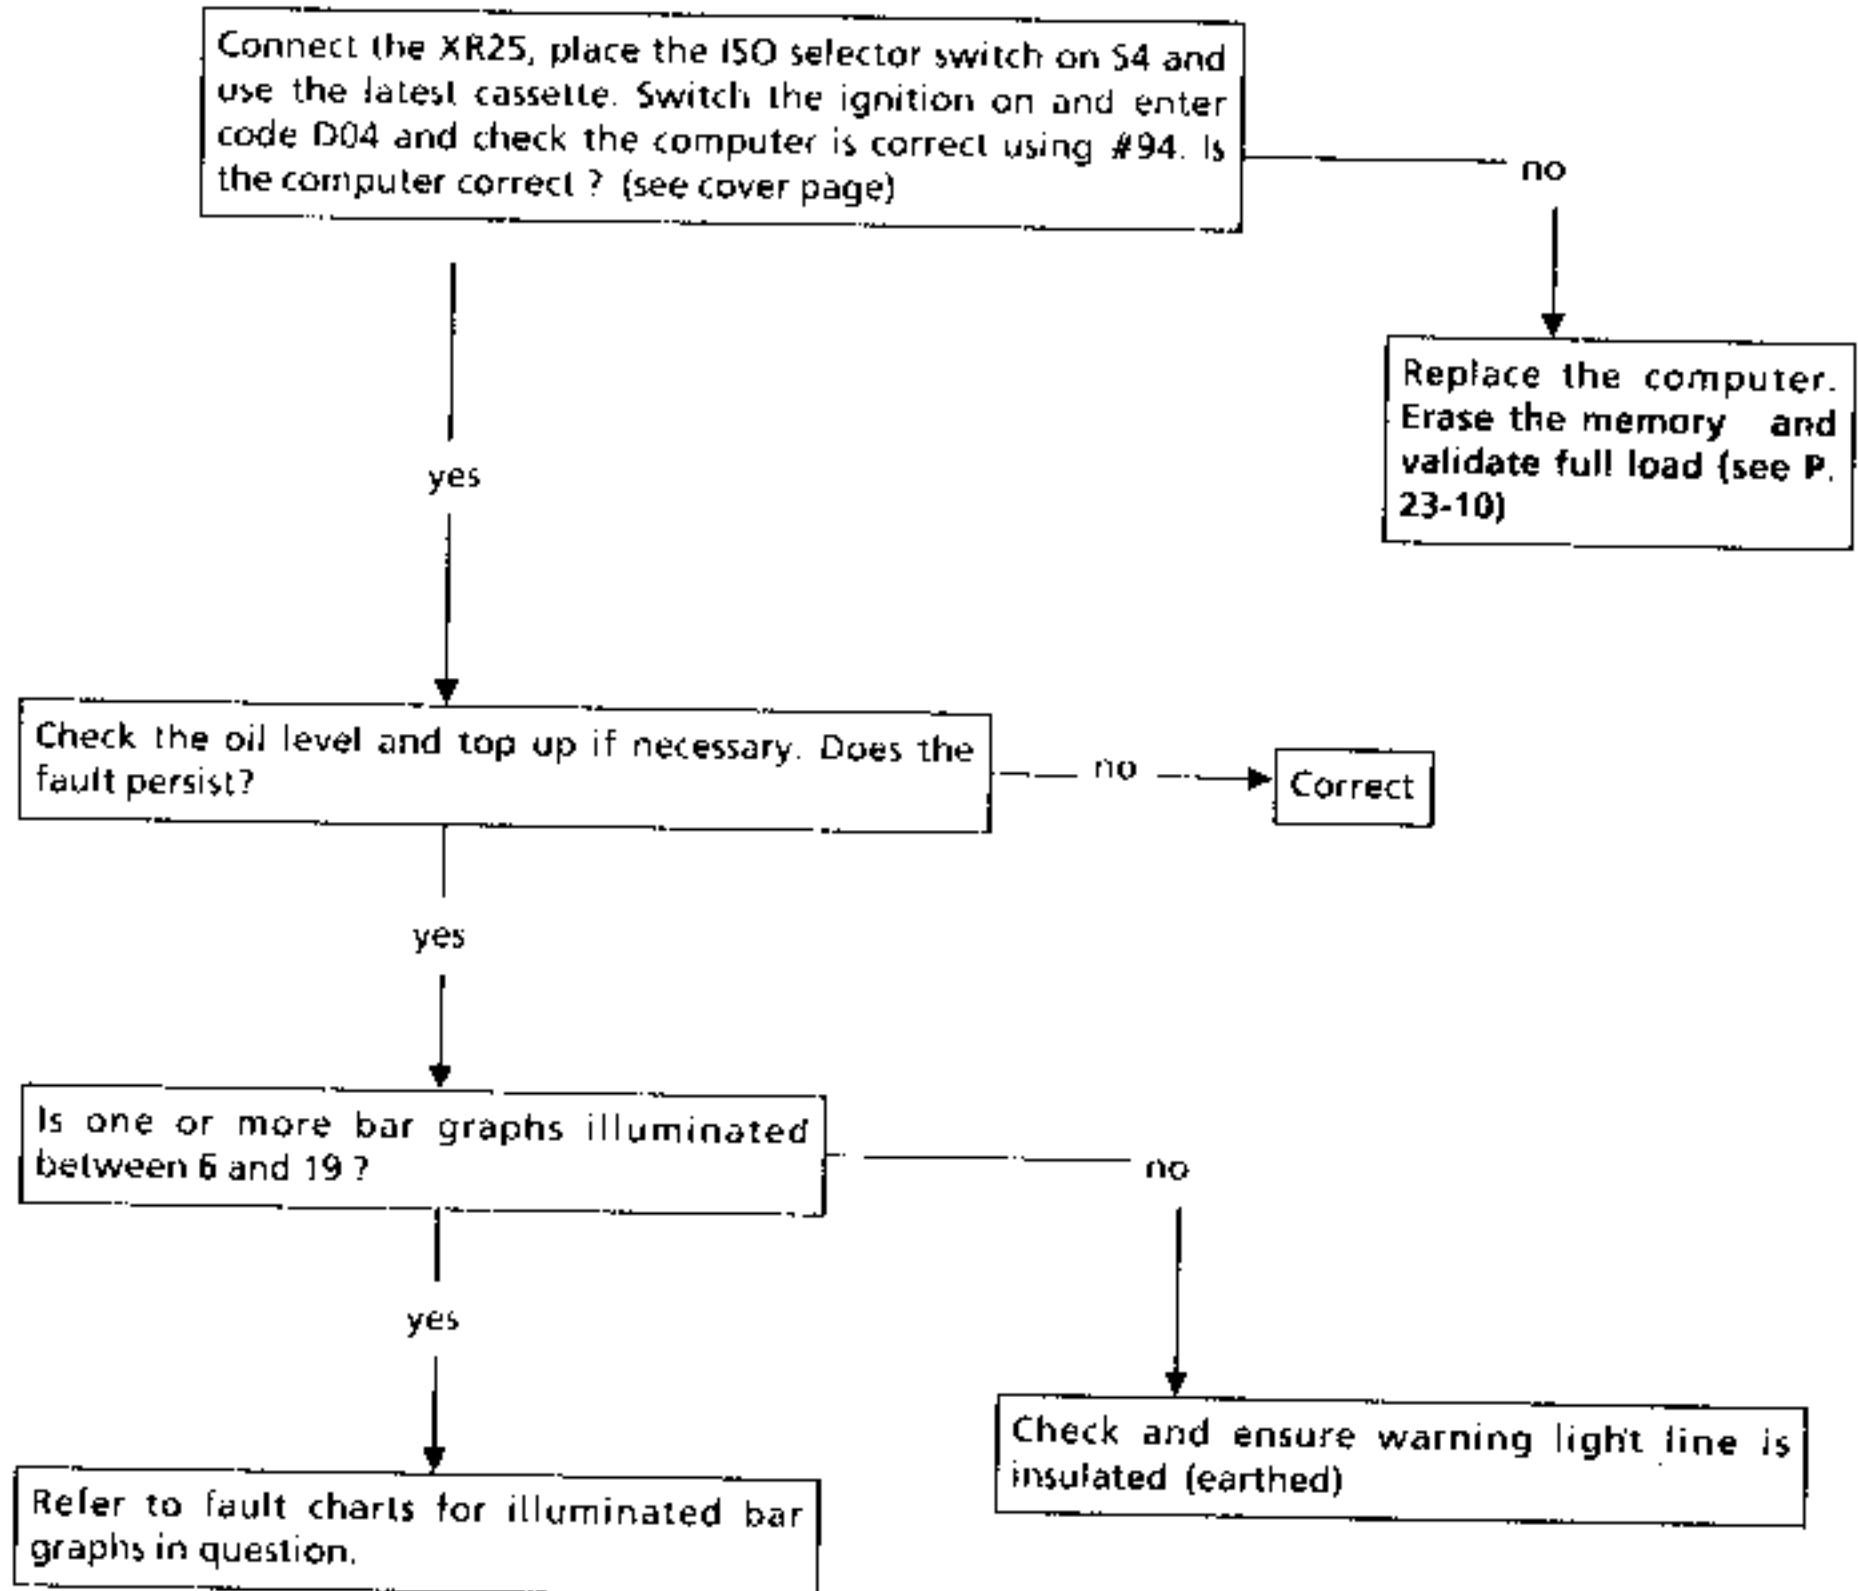 Connect the XR25, place the ISO selector switch on S4 and
use the latest cassette. Switch the ignition on and enter
code D04 and check the computer is correct using #94. Is
the computer correct ? (see cover page)
no
Replace the computer.
Erase the memory and
validate full load (see P.
23-10)
yes
Check the oil level and top up if necessary. Does the
fault persist?
no
Correct
yes
Is one or more bar graphs illuminated
between 6 and 19 ?
no
yes
Check and ensure warning light line is
insulated (earthed)
Refer to fault charts for illuminated bar
graphs in question.